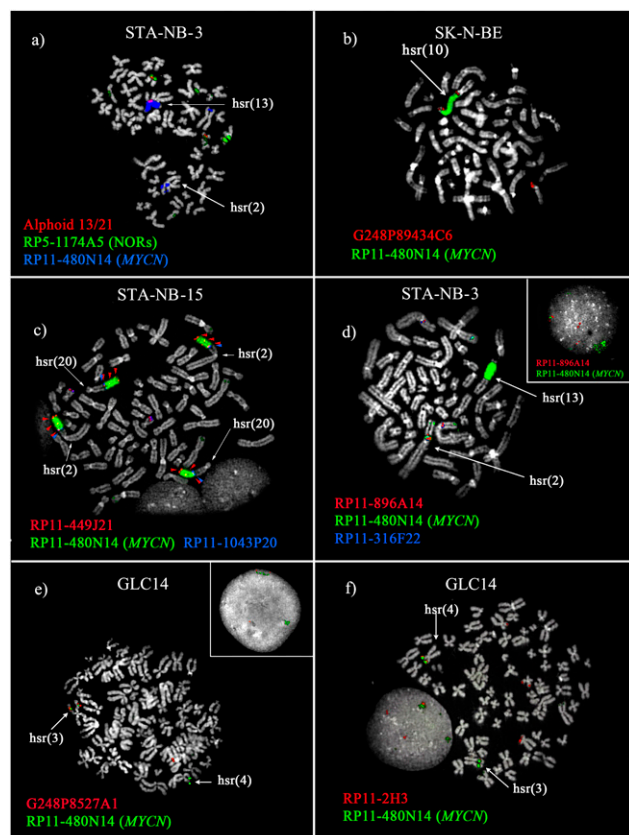 a)
STA-NB-3
hsr(13)
hsr(2)
Alphoid 13/21
RP5-1174A5 (NORs)
RP11-480N14 (MYCN)
b)
SK-N-BE
hsr(10)
G248P89434C6
RP11-480N14 (MYCN)
c)
STA-NB-15
hsr(20)
hsr(2)
hsr(20)
hsr(2)
RP11-449J21
RP11-480N14 (MYCN) RP11-1043P20
d)
STA-NB-3
RP11-896A14
RP11-480N14 (MYCN)
hsr(13)
hsr(2)
RP11-896A14
RP11-480N14 (MYCN)
RP11-316F22
e)
GLC14
hsr(3)
hsr(4)
G248P8527A1
RP11-480N14 (MYCN)
f)
GLC14
hsr(4)
hsr(3)
RP11-2H3
RP11-480N14 (MYCN)